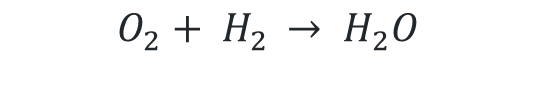 O₂ + H₂ → H₂O